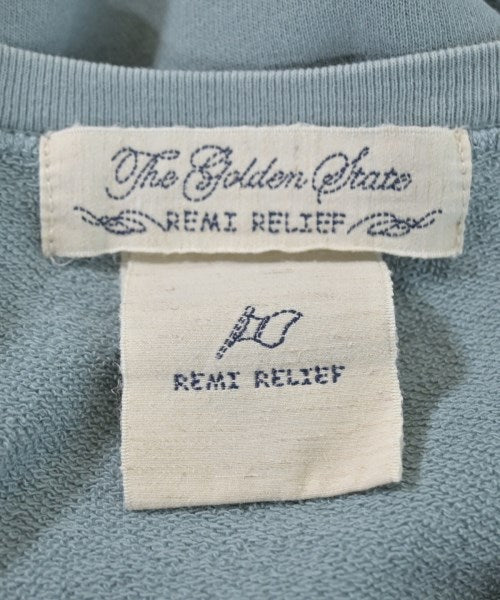 The Golden State
REMI RELIEF
REMI RELIEF